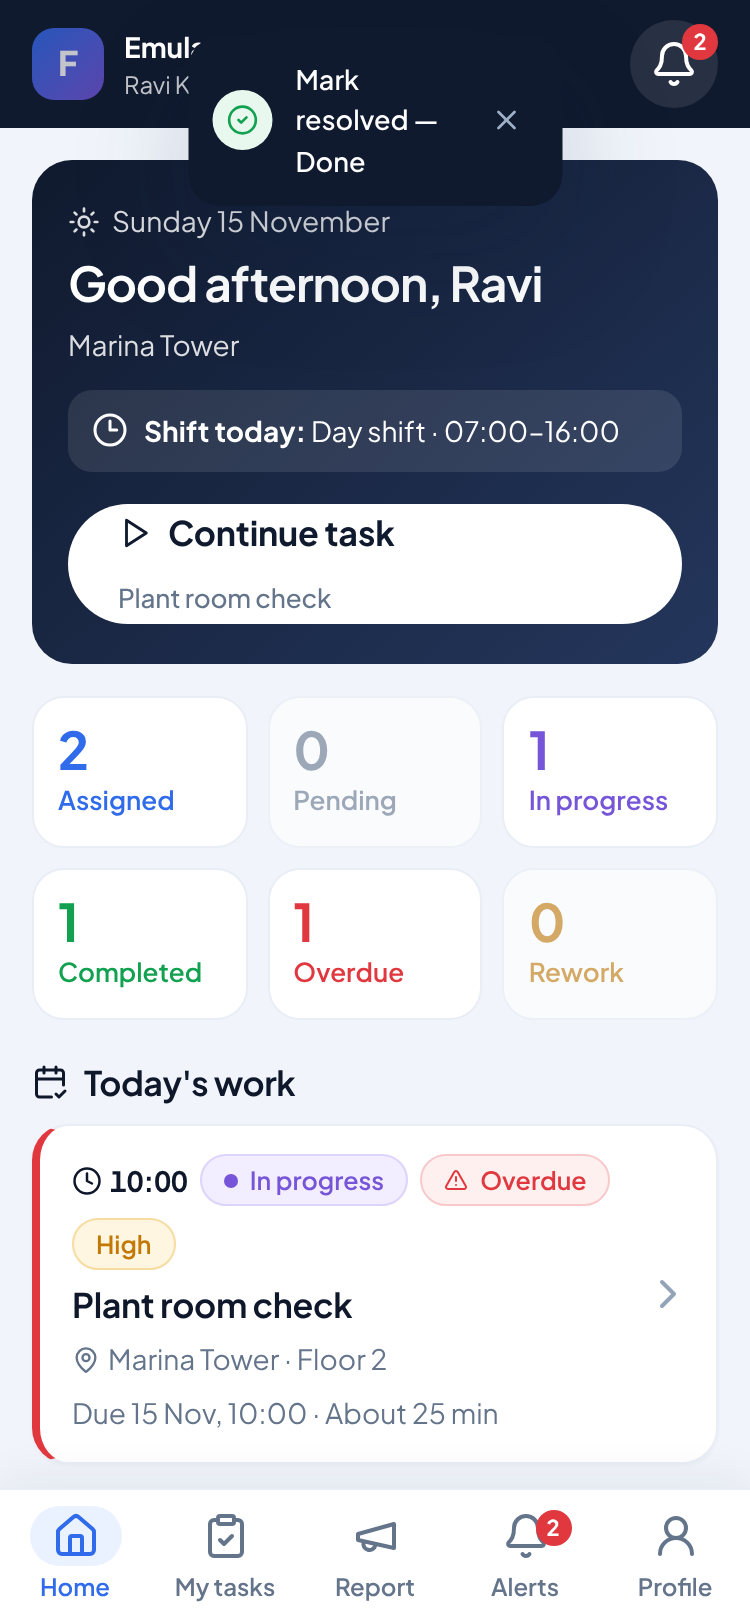 F
Ravi K
2
Mark
resolved —
Done
Sunday 15 November
Good afternoon, Ravi
Marina Tower
Shift today: Day shift · 07:00–16:00
Continue task
Plant room check
2
Assigned
0
Pending
1
In progress
1
Completed
1
Overdue
0
Rework
Today's work
10:00 In progress Overdue
High
Plant room check
Marina Tower · Floor 2
Due 15 Nov, 10:00 · About 25 min
2
Home My tasks Report Alerts Profile